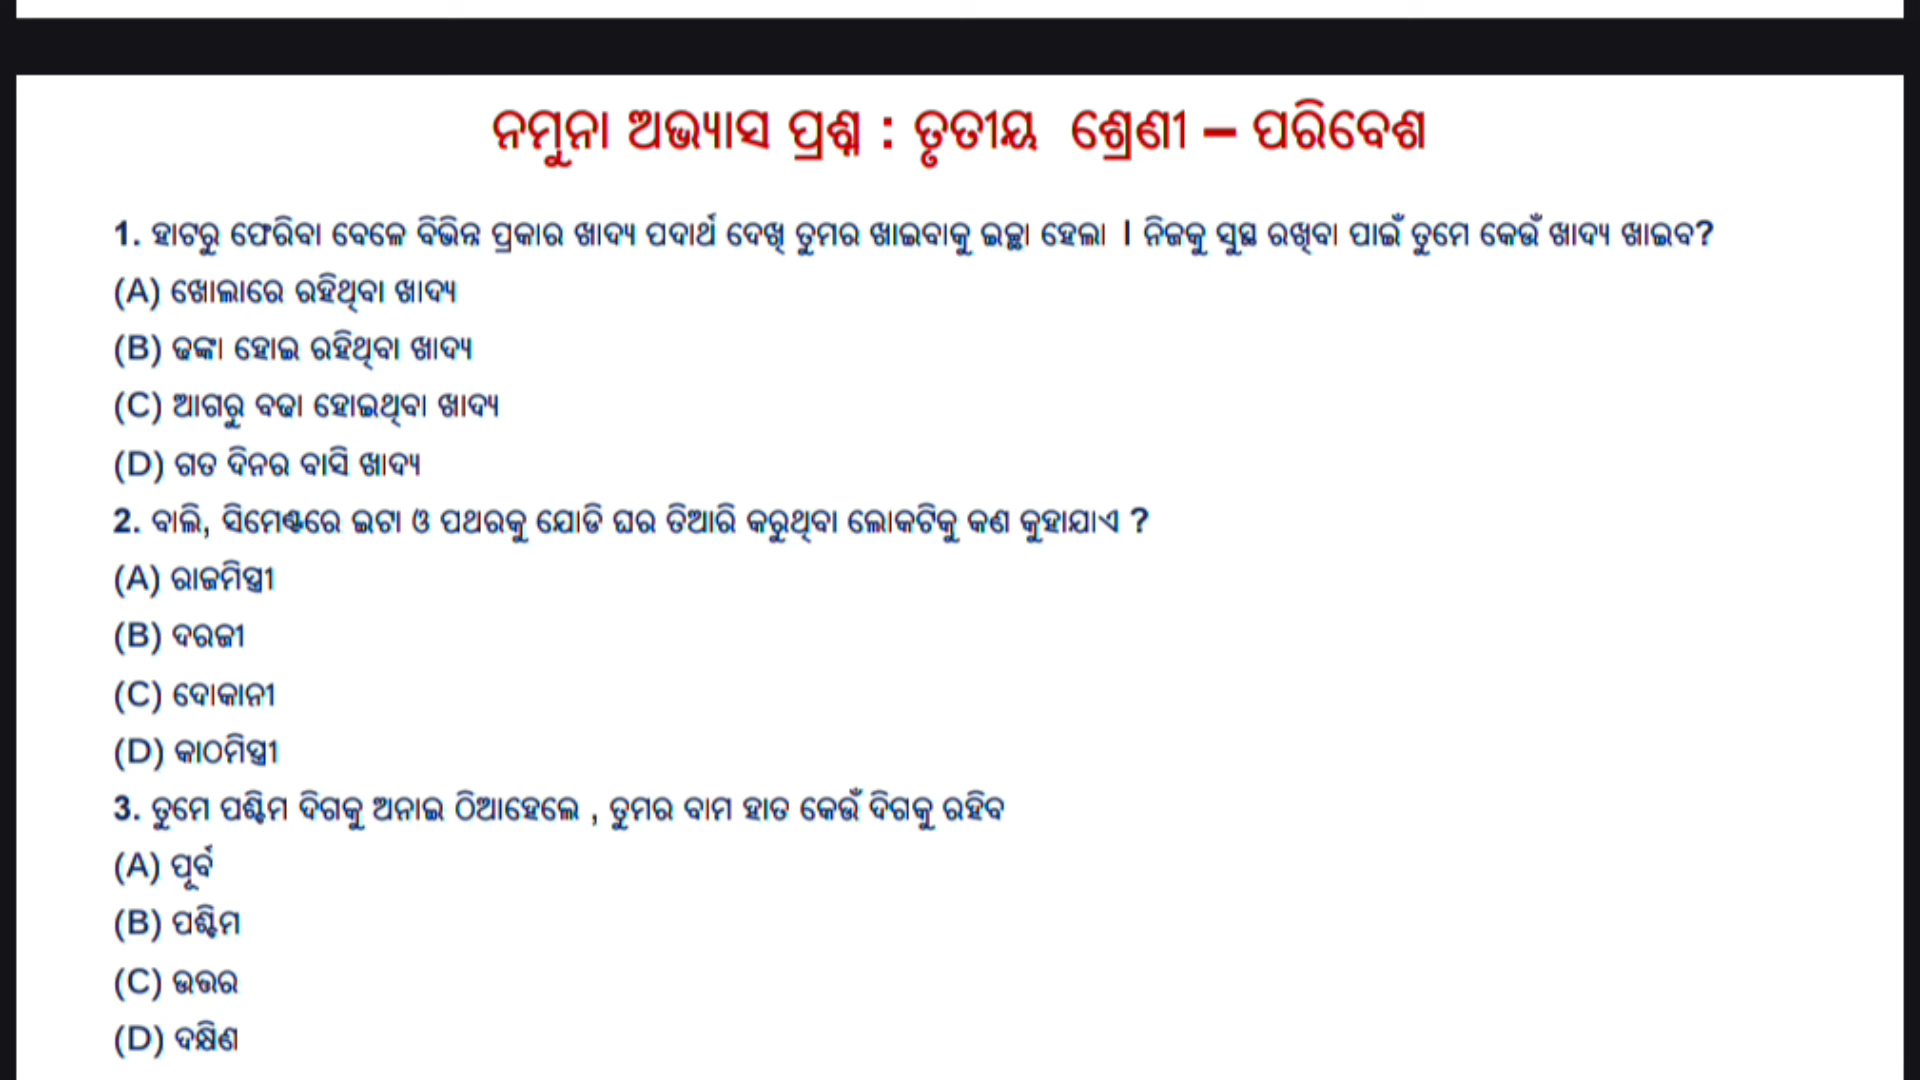 ନମୁନା ଅଭ୍ୟାସ ପ୍ରଶ୍ନ : ତୃତୀୟ ଶ୍ରେଣୀ – ପରିବେଶ
1. ହାଟରୁ ଫେରିବା ବେଳେ ବିଭିନ୍ନ ପ୍ରକାର ଖାଦ୍ୟ ପଦାର୍ଥ ଦେଖି ତୁମର ଖାଇବାକୁ ଇଚ୍ଛା ହେଲା । ନିଜକୁ ସୁସ୍ଥ ରଖିବା ପାଇଁ ତୁମେ କେଉଁ ଖାଦ୍ୟ ଖାଇବ?
(A) ଖୋଲାରେ ରହିଥିବା ଖାଦ୍ୟ
(B) ଢଙ୍କା ହୋଇ ରହିଥିବା ଖାଦ୍ୟ
(C) ଆଗରୁ ବଢା ହୋଇଥିବା ଖାଦ୍ୟ
(D) ଗତ ଦିନର ବାସି ଖାଦ୍ୟ
2. ବାଲି, ସିମେଣ୍ଟରେ ଇଟା ଓ ପଥରକୁ ଯୋଡି ଘର ତିଆରି କରୁଥିବା ଲୋକଟିକୁ କଣ କୁହାଯାଏ ?
(A) ରାଜମିସ୍ତ୍ରୀ
(B) ଦରଜୀ
(C) ଦୋକାନୀ
(D) କାଠମିସ୍ତ୍ରୀ
3. ତୁମେ ପଶ୍ଚିମ ଦିଗକୁ ଅନାଇ ଠିଆହେଲେ , ତୁମର ବାମ ହାତ କେଉଁ ଦିଗକୁ ରହିବ
(A) ପୂର୍ବ
(B) ପଶ୍ଚିମ
(C) ଉତ୍ତର
(D) ଦକ୍ଷିଣ